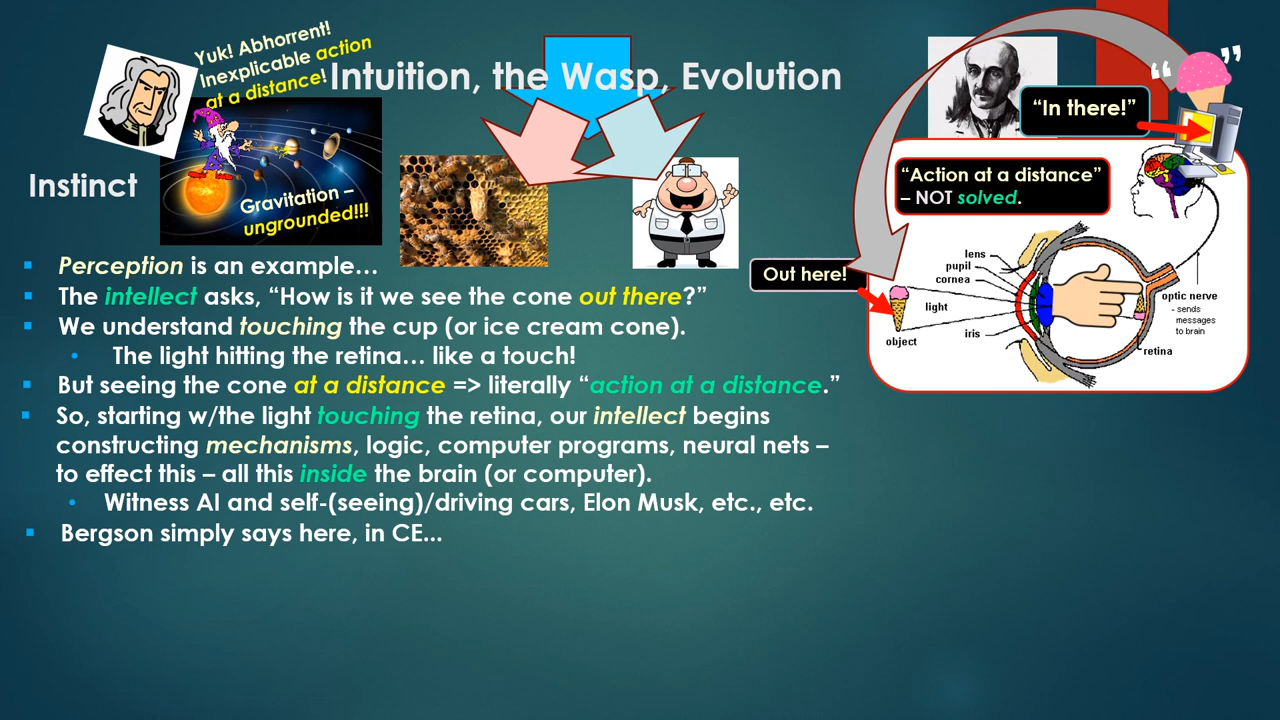 Yuk! Abhorrent!
Inexplicable action
at a distance!
Intuition, the Wasp, Evolution
Instinct
Gravitation –
ungrounded!!!
“ ”
“In there!”
“Action at a distance”
– NOT solved.
Out here!
lens
pupil
cornea
light
iris
object
optic nerve
- sends
messages
to brain
retina
▪ Perception is an example…
▪ The intellect asks, “How is it we see the cone out there?”
▪ We understand touching the cup (or ice cream cone).
• The light hitting the retina… like a touch!
▪ But seeing the cone at a distance => literally “action at a distance.”
▪ So, starting w/the light touching the retina, our intellect begins
constructing mechanisms, logic, computer programs, neural nets –
to effect this – all this inside the brain (or computer).
• Witness AI and self-(seeing)/driving cars, Elon Musk, etc., etc.
▪ Bergson simply says here, in CE...